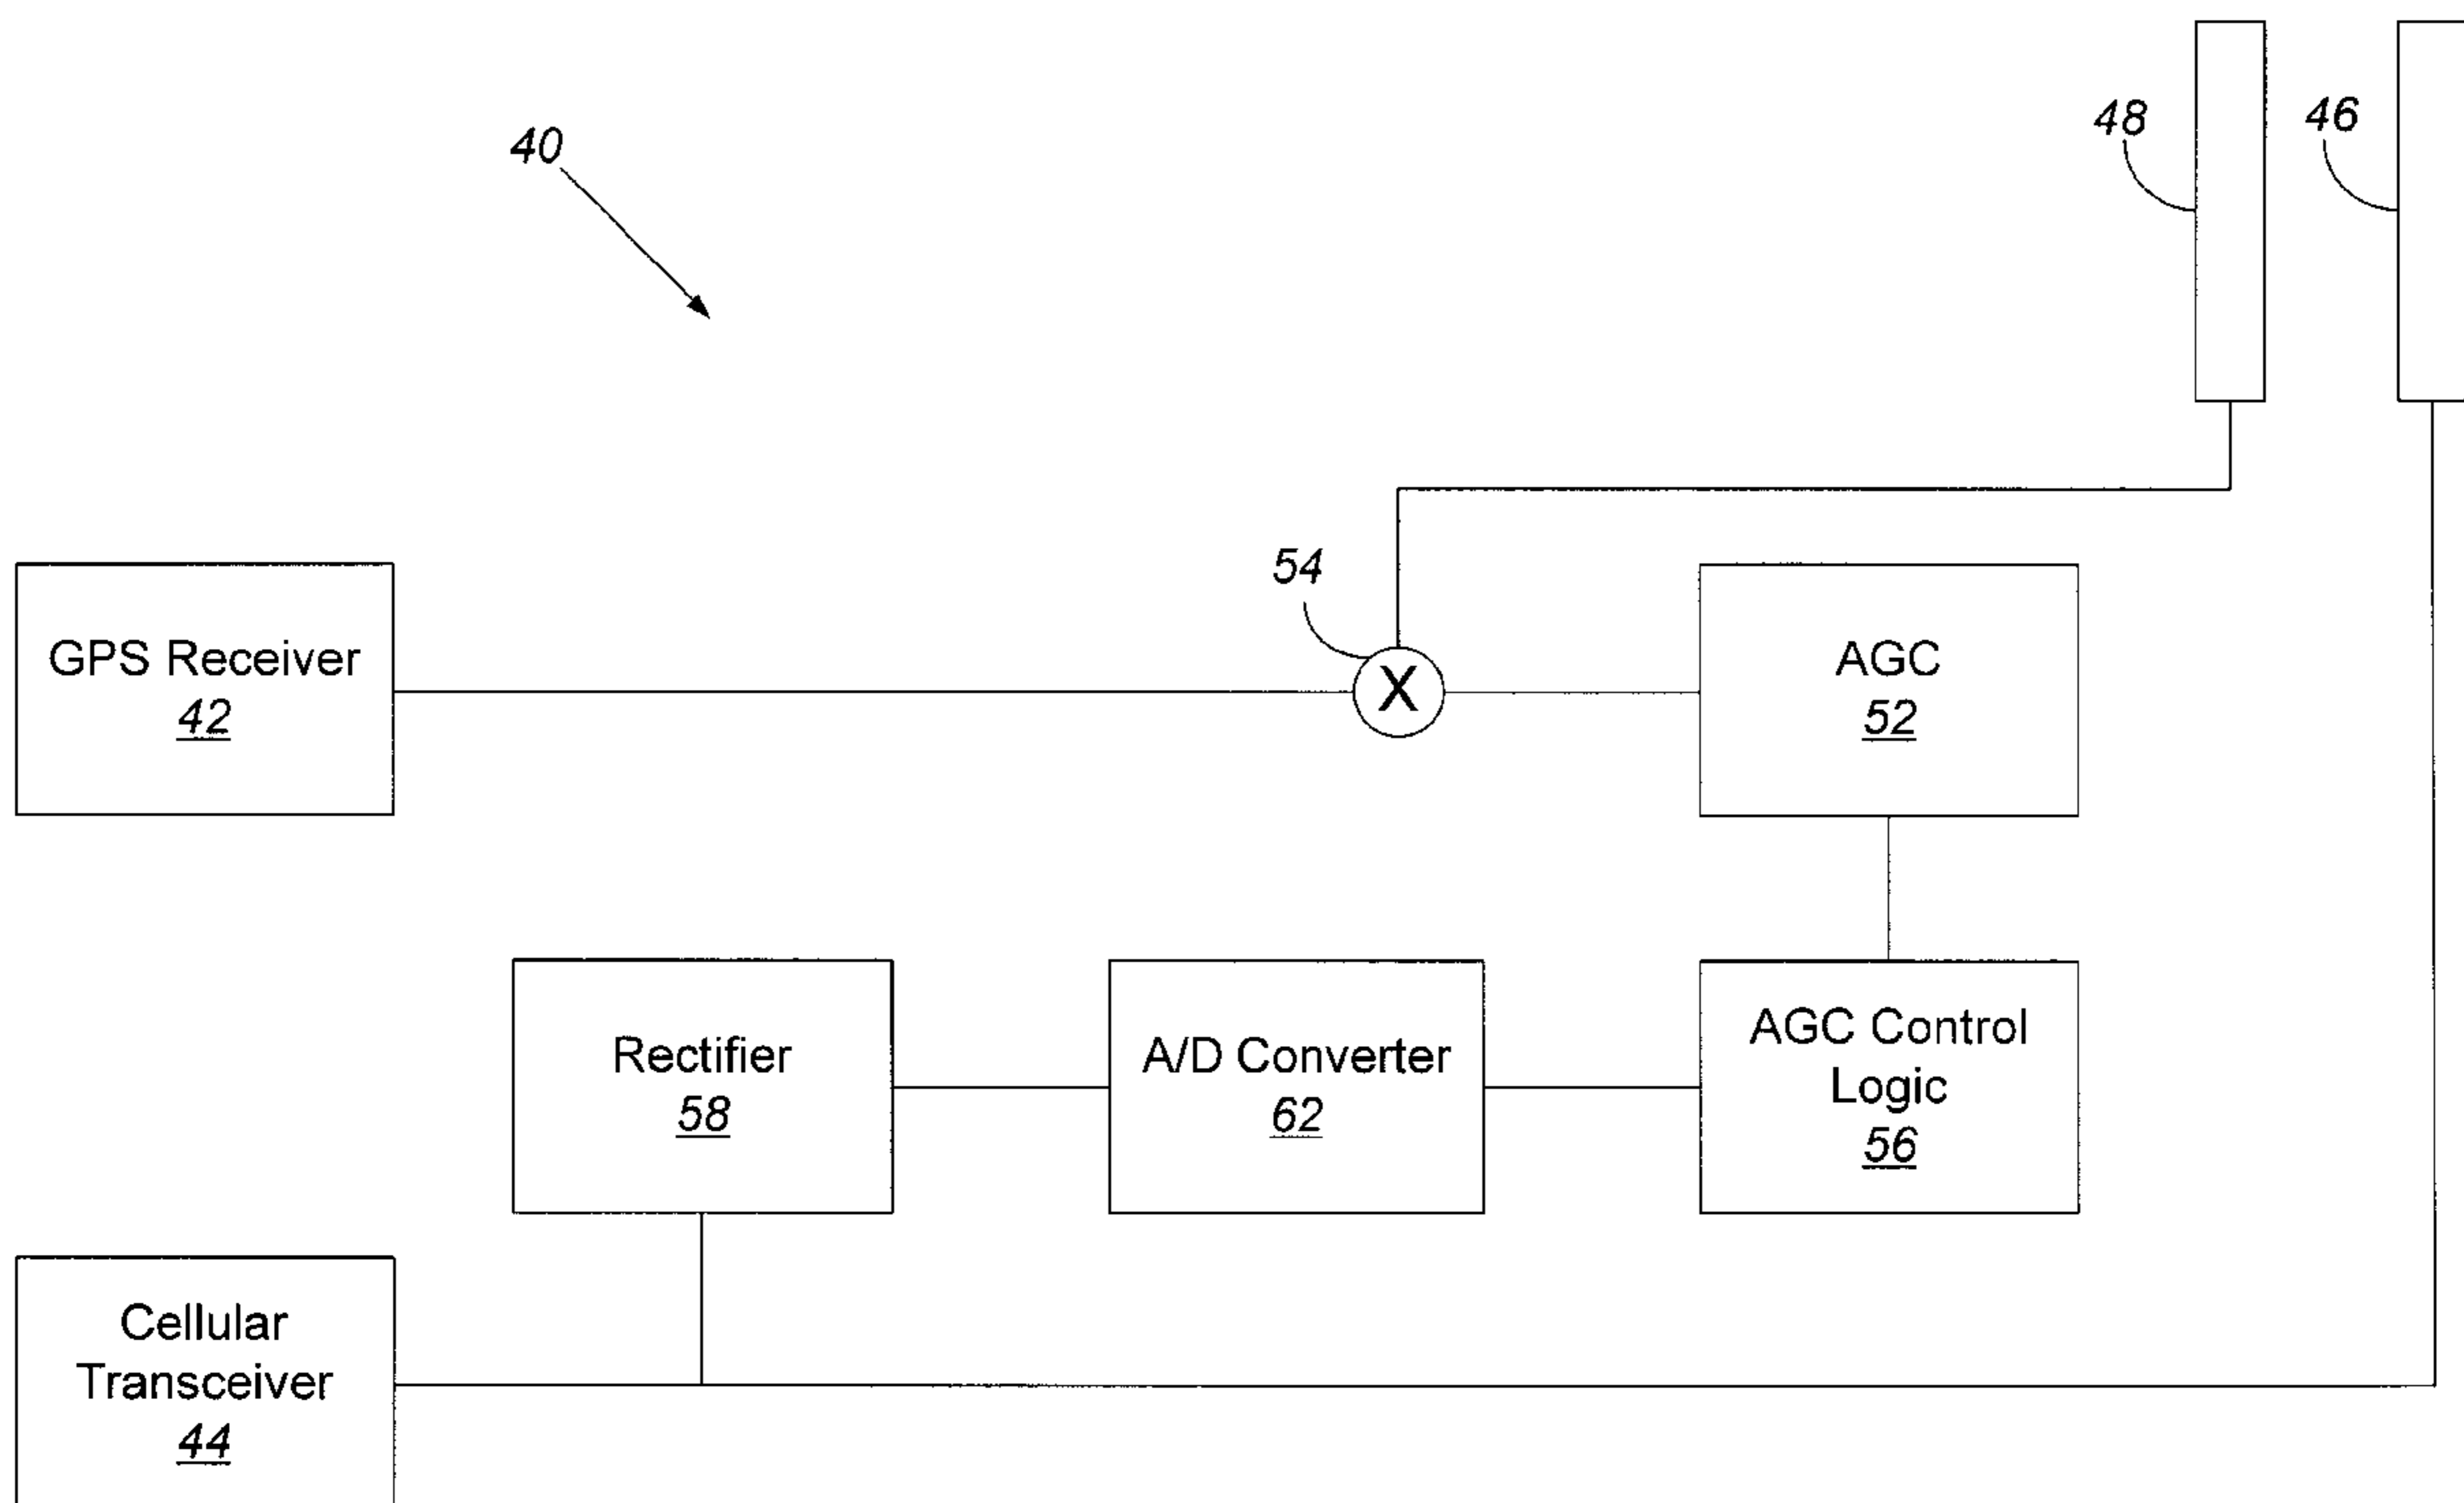 48
46
40
54
GPS Receiver
42
X
AGC
52
Rectifier
58
A/D Converter
62
AGC Control
Logic
56
Cellular
Transceiver
44